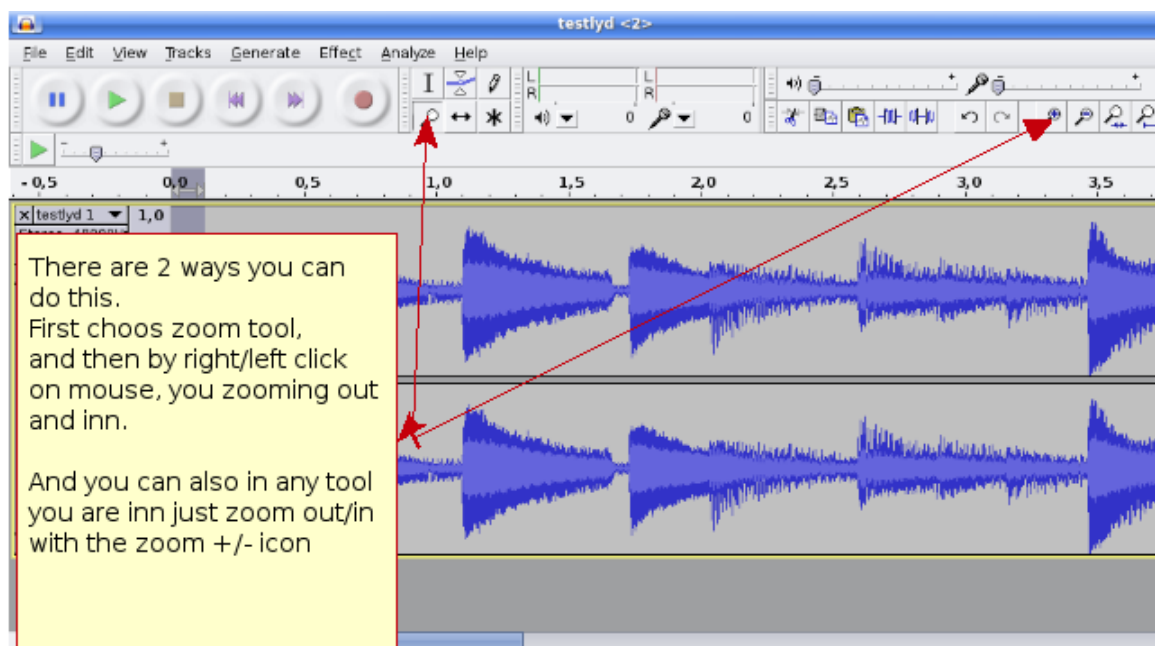 testlyd <2>
File Edit View Tracks Generate Effect Analyze Help
L
R
L
R
0
0
- +
- 0,5 0,0 0,5 1,0 1,5 2,0 2,5 3,0 3,5
testlyd 1 1,0
There are 2 ways you can
do this.
First choos zoom tool,
and then by right/left click
on mouse, you zooming out
and inn.
And you can also in any tool
you are inn just zoom out/in
with the zoom +/- icon